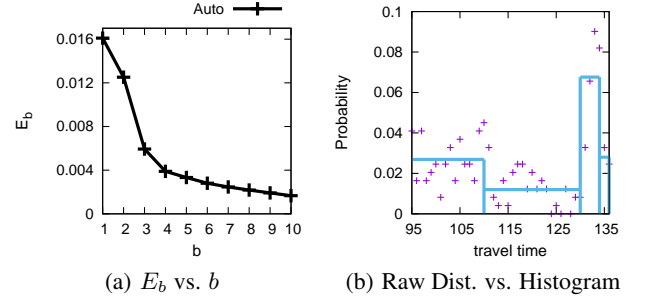 Auto
0.016
0.012
0.008
0.004
0
E_b
1 2 3 4 5 6 7 8 9 10
b
(a) E_b vs. b
0.1
0.08
0.06
0.04
0.02
0
Probability
95 105 115 125 135
travel time
(b) Raw Dist. vs. Histogram